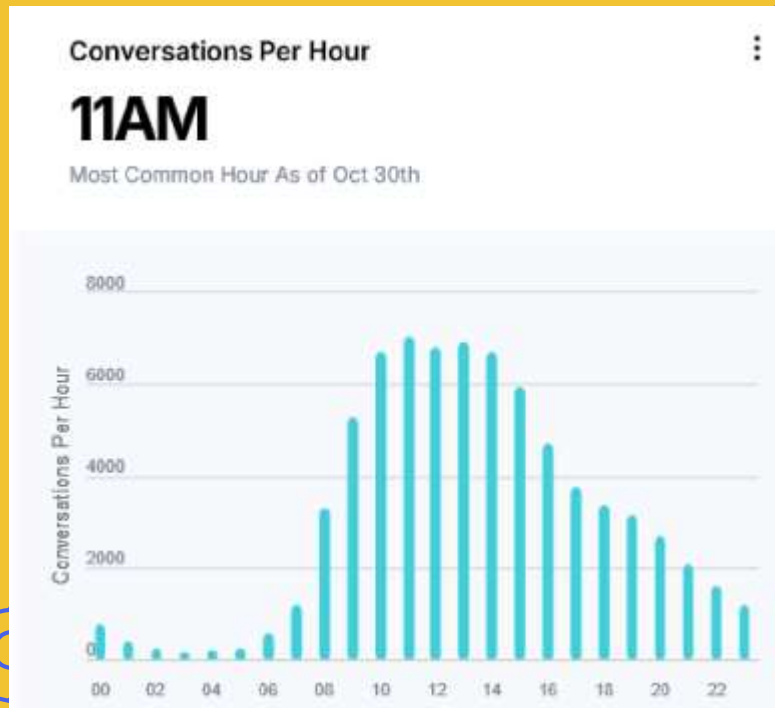 Conversations Per Hour
11AM
Most Common Hour As of Oct 30th
8000
6000
4000
2000
0
Conversations Per Hour
00 02 04 06 08 10 12 14 16 18 20 22